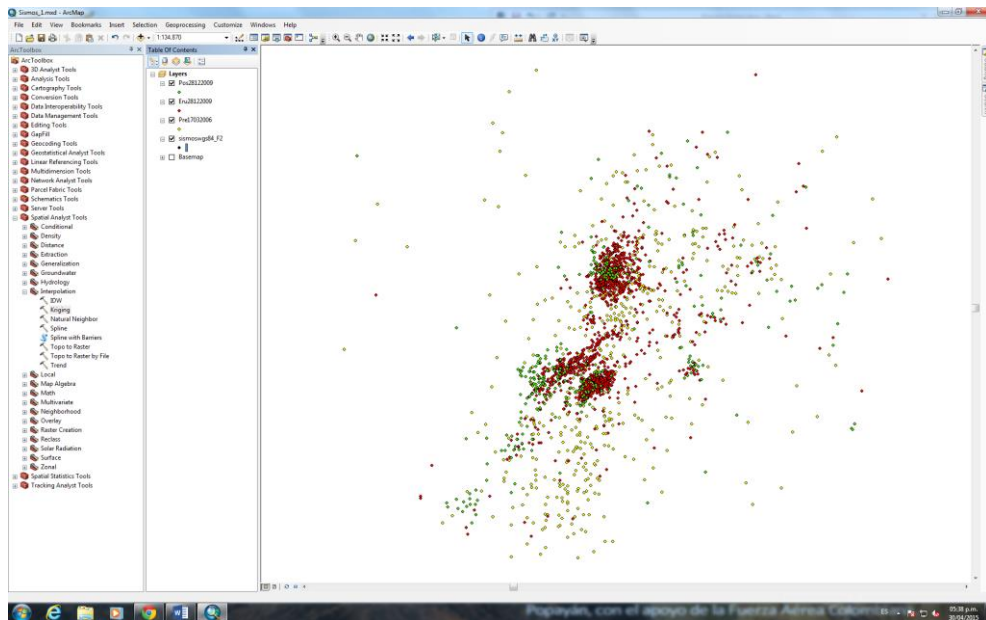 Sismos_1.mxd - ArcMap
File Edit View Bookmarks Insert Selection Geoprocessing Customize Windows Help
1:134.870
ArcToolbox
ArcToolbox
3D Analyst Tools
Analysis Tools
Cartography Tools
Conversion Tools
Data Interoperability Tools
Data Management Tools
Editing Tools
GapFill
Geocoding Tools
Geostatistical Analyst Tools
Linear Referencing Tools
Multidimension Tools
Network Analyst Tools
Parcel Fabric Tools
Schematics Tools
Server Tools
Spatial Analyst Tools
Conditional
Density
Distance
Extraction
Generalization
Groundwater
Hydrology
Interpolation
IDW
Kriging
Natural Neighbor
Spline
Spline with Barriers
Topo to Raster
Topo to Raster by File
Trend
Local
Map Algebra
Math
Multivariate
Neighborhood
Overlay
Raster Creation
Reclass
Solar Radiation
Surface
Zonal
Spatial Statistics Tools
Tracking Analyst Tools
Table Of Contents
Layers
Pos28122009
Eru28122009
Pre17032006
sismoswgs84_F2
Basemap
Popayán, con el apoyo de la Fuerza Aérea
ES
05:38 p.m.
30/04/2015